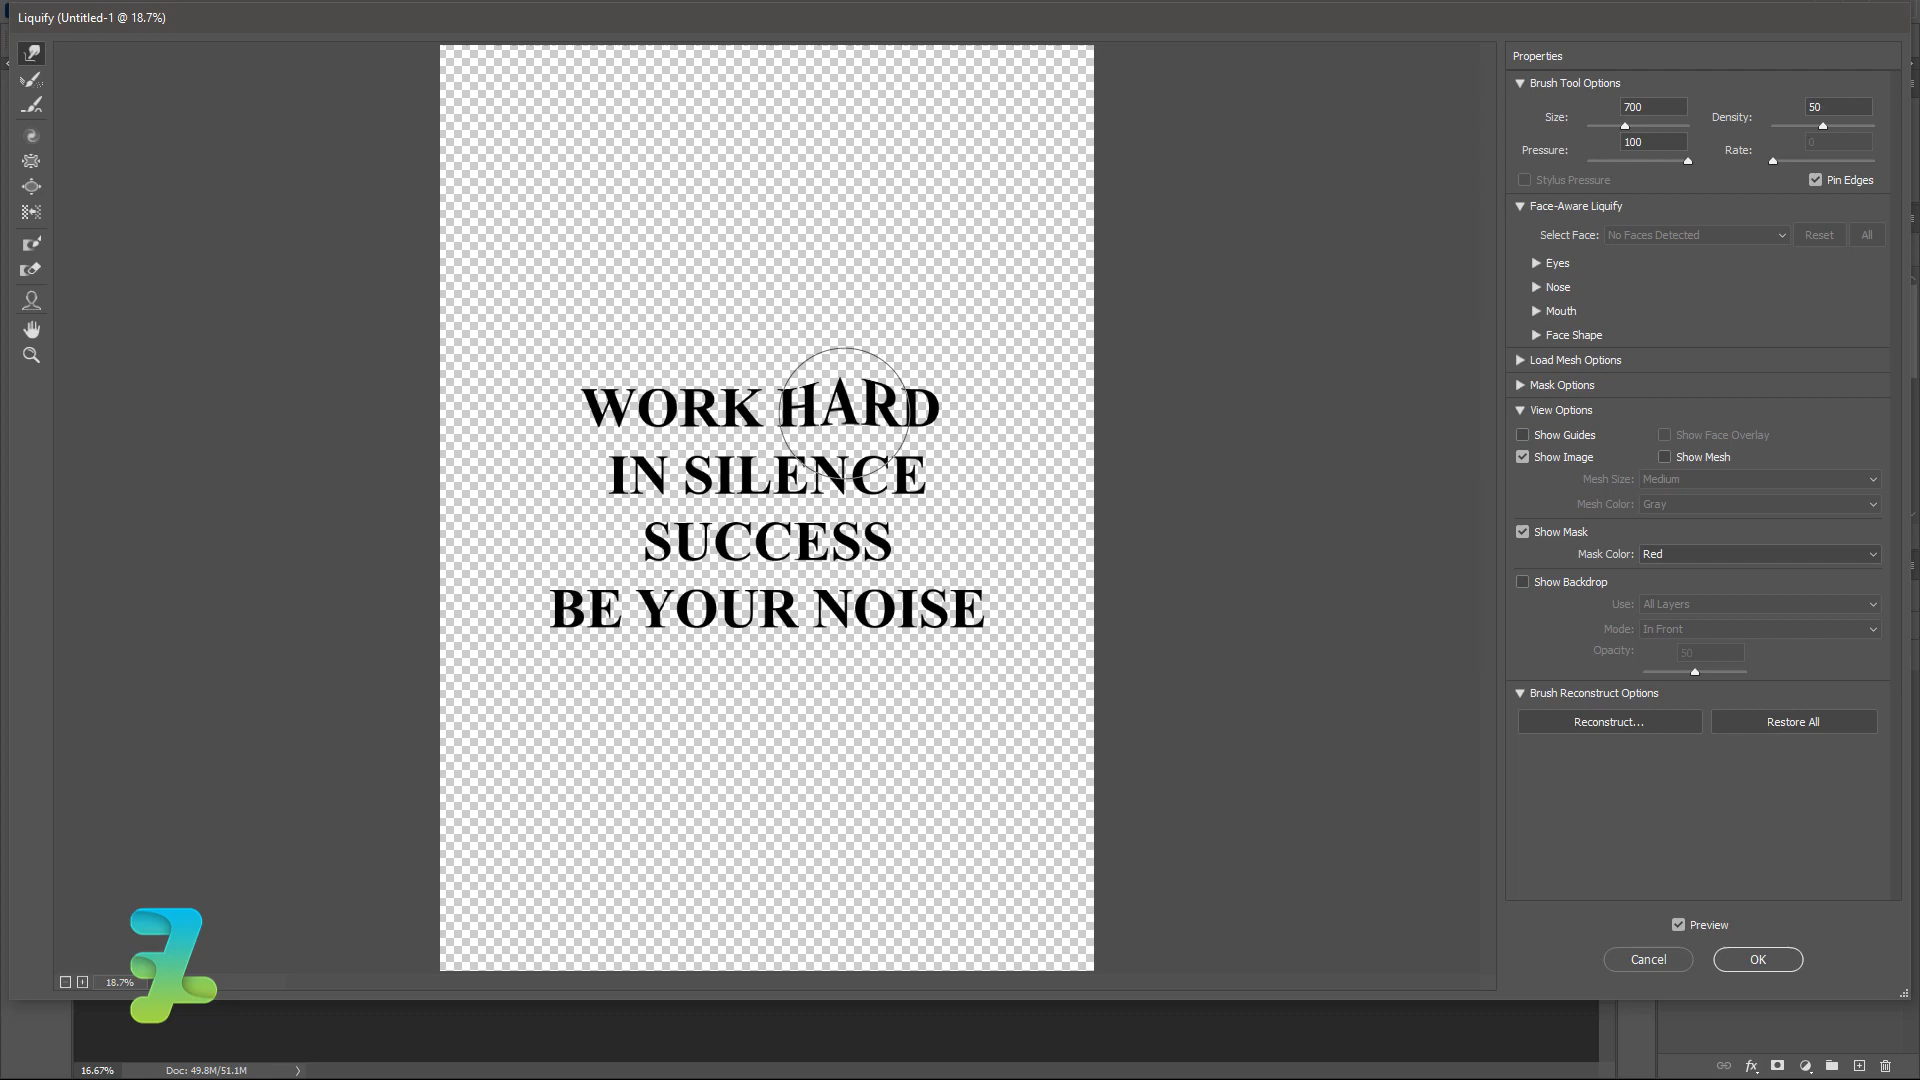 Liquify (Untitled-1 @ 18.7%)
WORK HARD
IN SILENCE
SUCCESS
BE YOUR NOISE
18.7%
16.67%
Doc: 49.8M/51.1M
Properties
Brush Tool Options
Size: 700
Density: 50
Pressure: 100
Rate: 0
Stylus Pressure
Pin Edges
Face-Aware Liquify
Select Face: No Faces Detected
Reset
All
Eyes
Nose
Mouth
Face Shape
Load Mesh Options
Mask Options
View Options
Show Guides
Show Face Overlay
Show Image
Show Mesh
Mesh Size: Medium
Mesh Color: Gray
Show Mask
Mask Color: Red
Show Backdrop
Use: All Layers
Mode: In Front
Opacity: 50
Brush Reconstruct Options
Reconstruct...
Restore All
Preview
Cancel
OK
fx